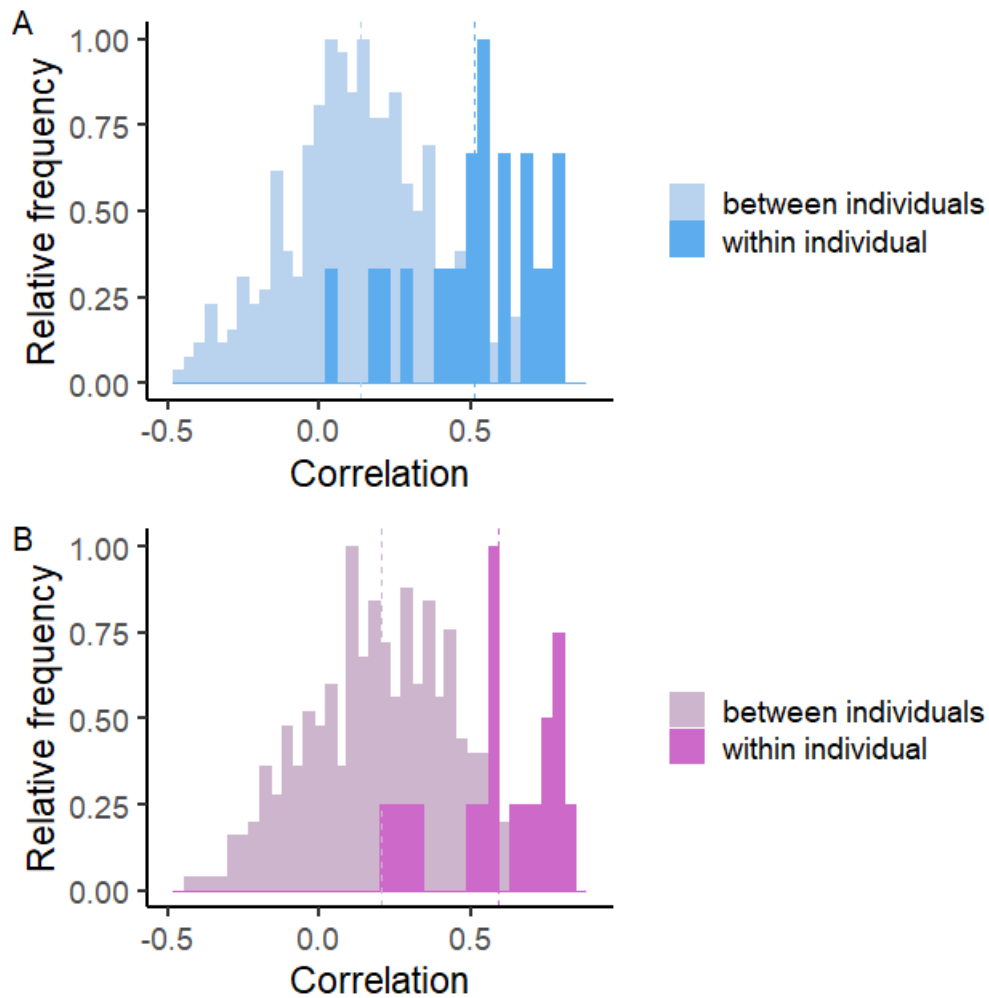 A
Relative frequency
1.00
0.75
0.50
0.25
0.00
-0.5 0.0 0.5
Correlation
between individuals
within individual
B
Relative frequency
1.00
0.75
0.50
0.25
0.00
-0.5 0.0 0.5
Correlation
between individuals
within individual